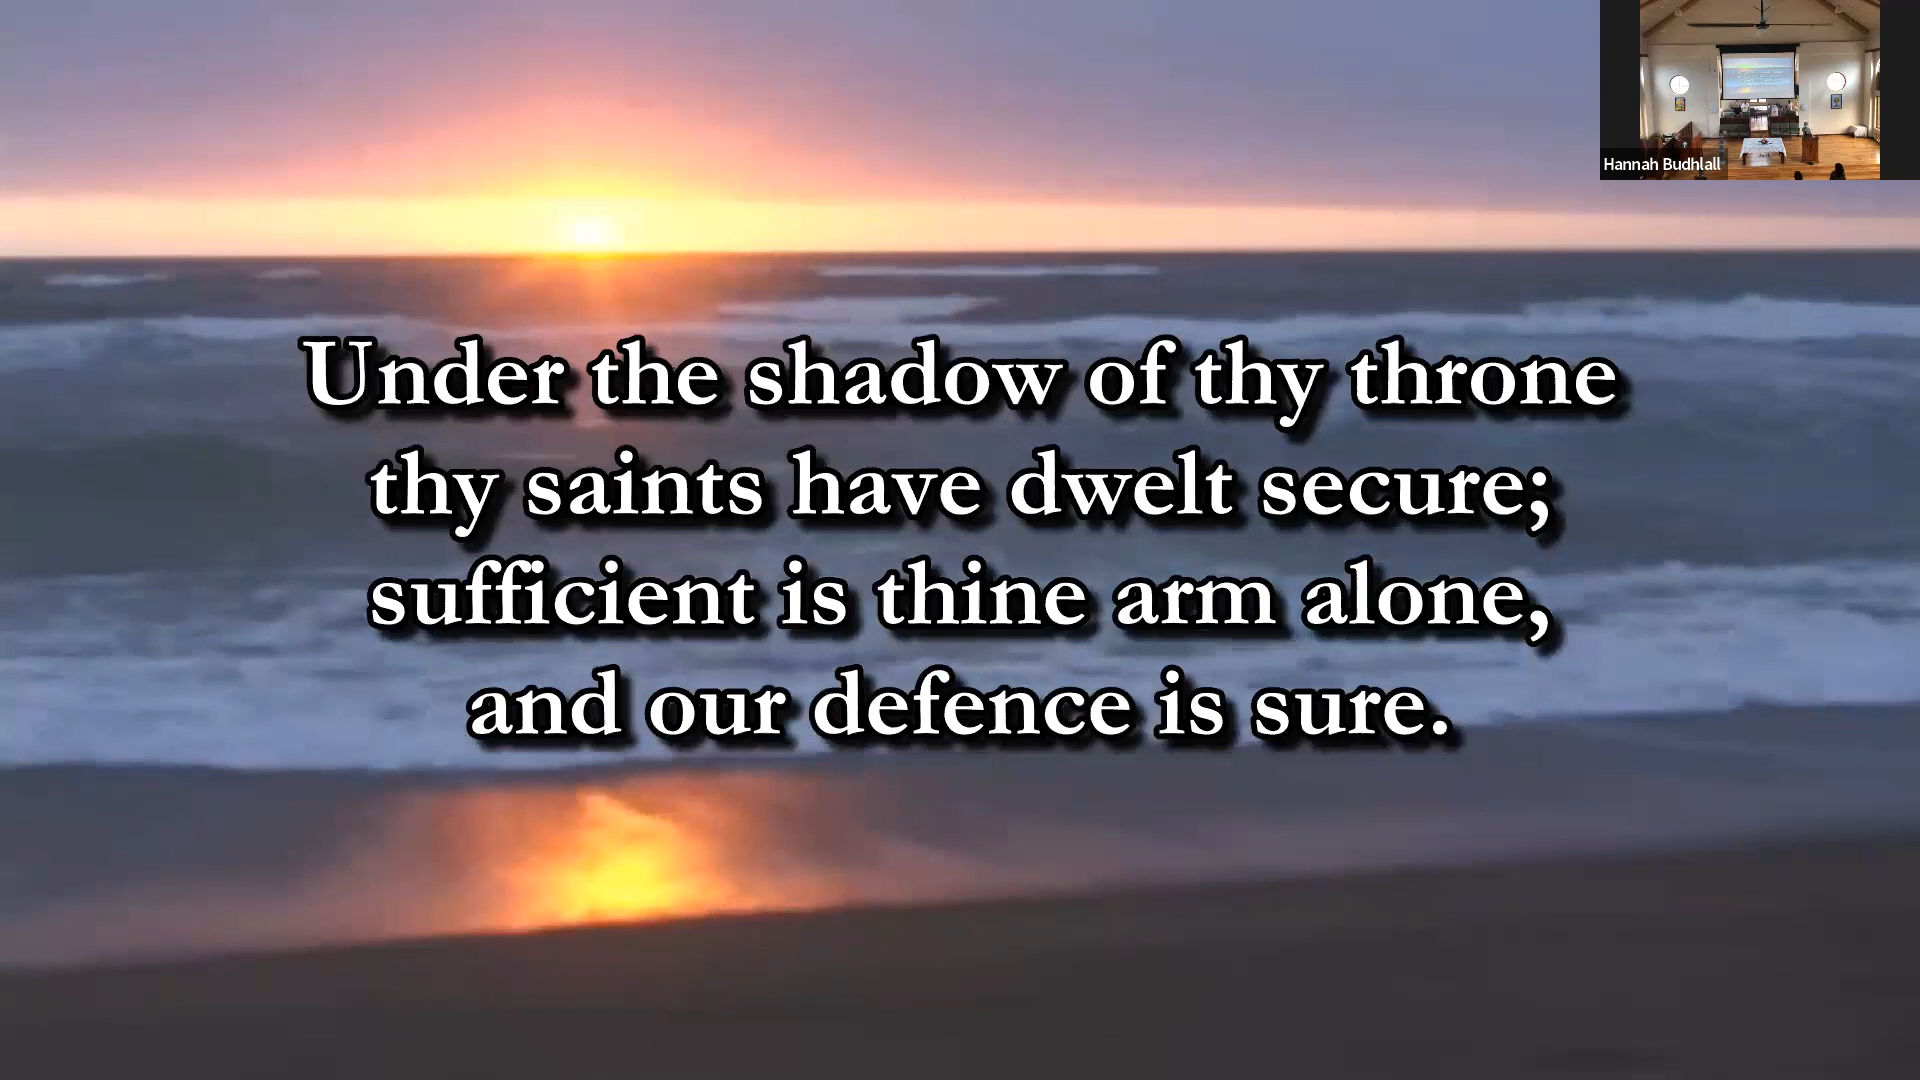 Under the shadow of thy throne
thy saints have dwelt secure;
sufficient is thine arm alone,
and our defence is sure.
Hannah Budhlall